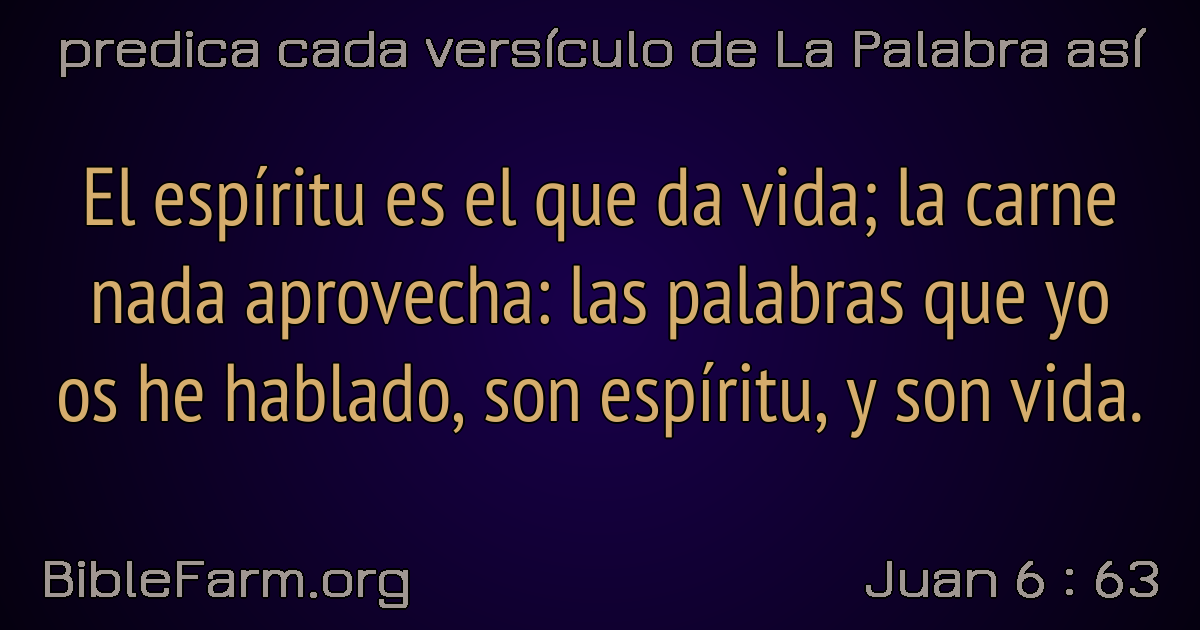 predica cada versículo de La Palabra así
El espíritu es el que da vida; la carne
nada aprovecha: las palabras que yo
os he hablado, son espíritu, y son vida.
BibleFarm.org
Juan 6 : 63